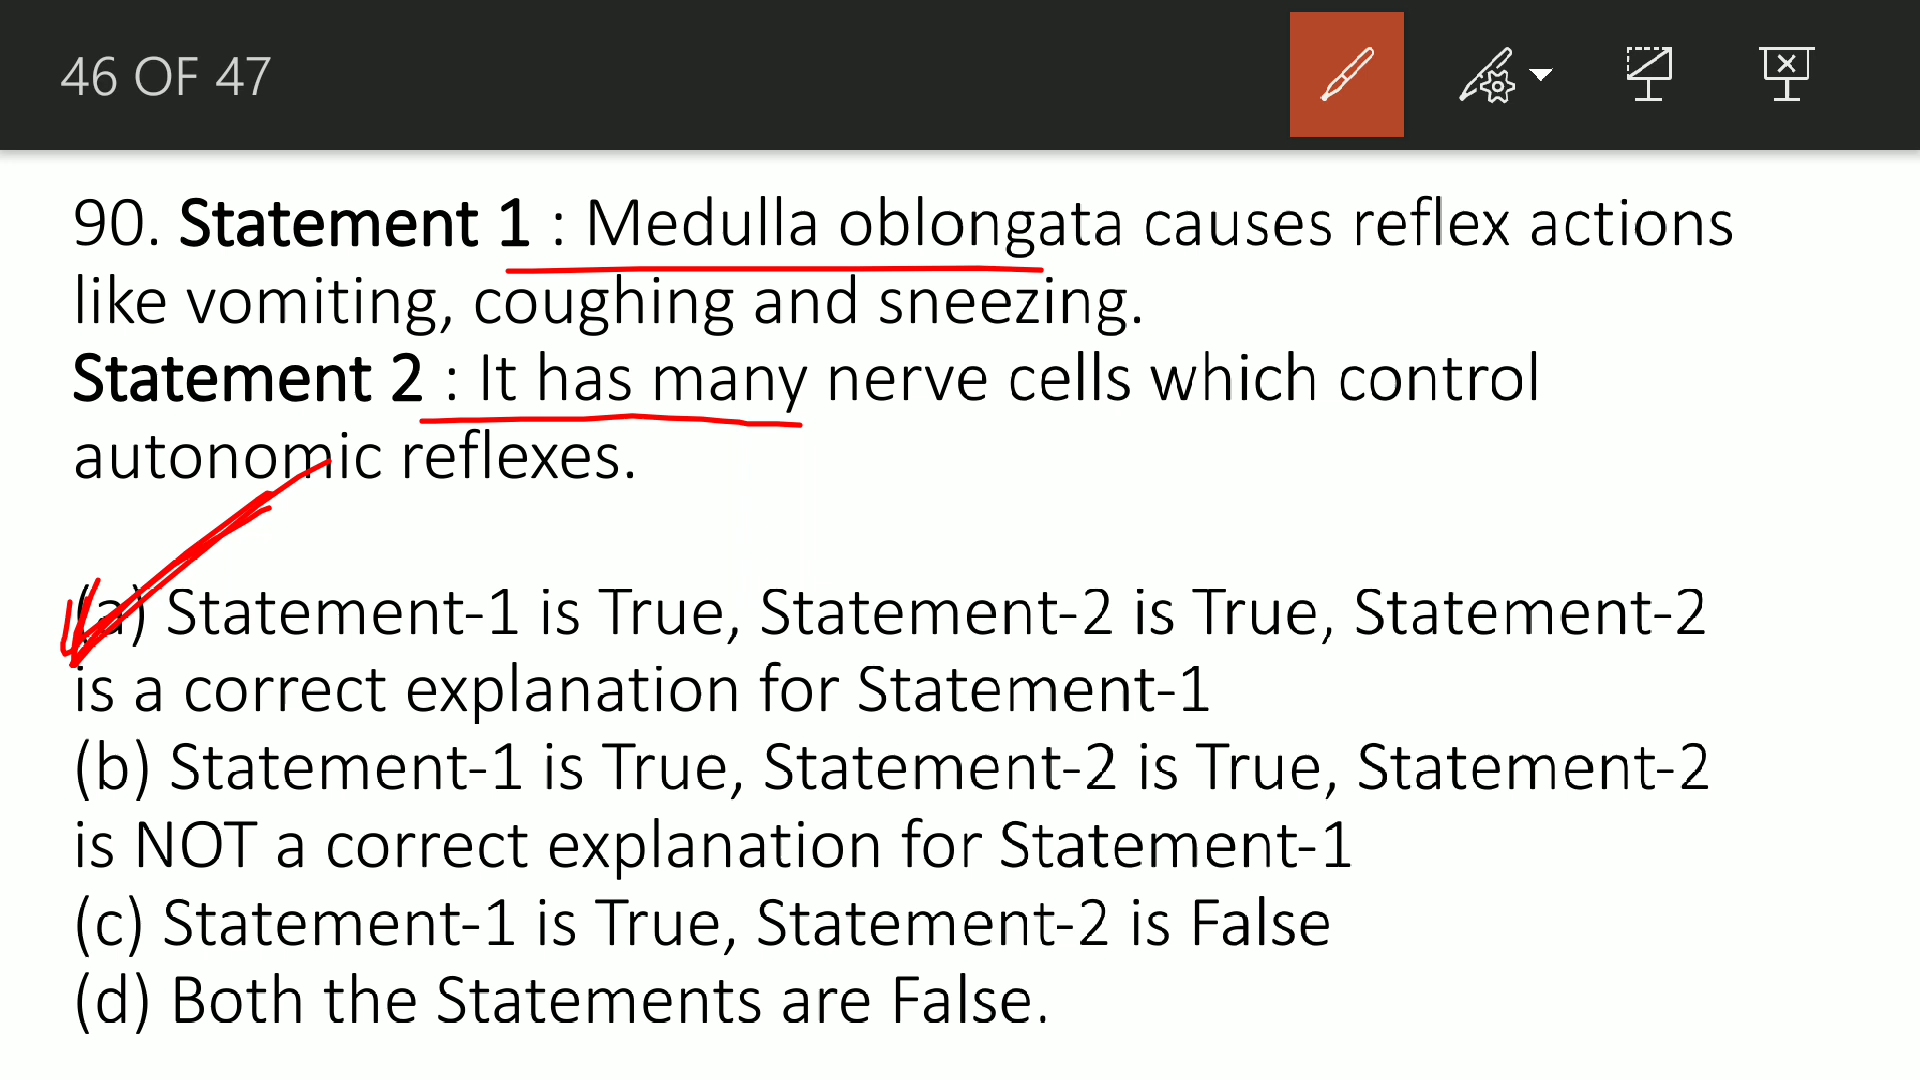 46 OF 47
90. Statement 1 : Medulla oblongata causes reflex actions
like vomiting, coughing and sneezing.
Statement 2 : It has many nerve cells which control
autonomic reflexes.
(a) Statement-1 is True, Statement-2 is True, Statement-2
is a correct explanation for Statement-1
(b) Statement-1 is True, Statement-2 is True, Statement-2
is NOT a correct explanation for Statement-1
(c) Statement-1 is True, Statement-2 is False
(d) Both the Statements are False.